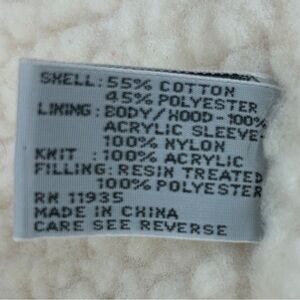 SHELL: 55% COTTON
45% POLYESTER
LINING: BODY/HOOD-100%
ACRYLIC SLEEVE-
100% NYLON
KNIT : 100% ACRYLIC
FILLING: RESIN TREATED
100% POLYESTER
RN 11935
MADE IN CHINA
CARE SEE REVERSE